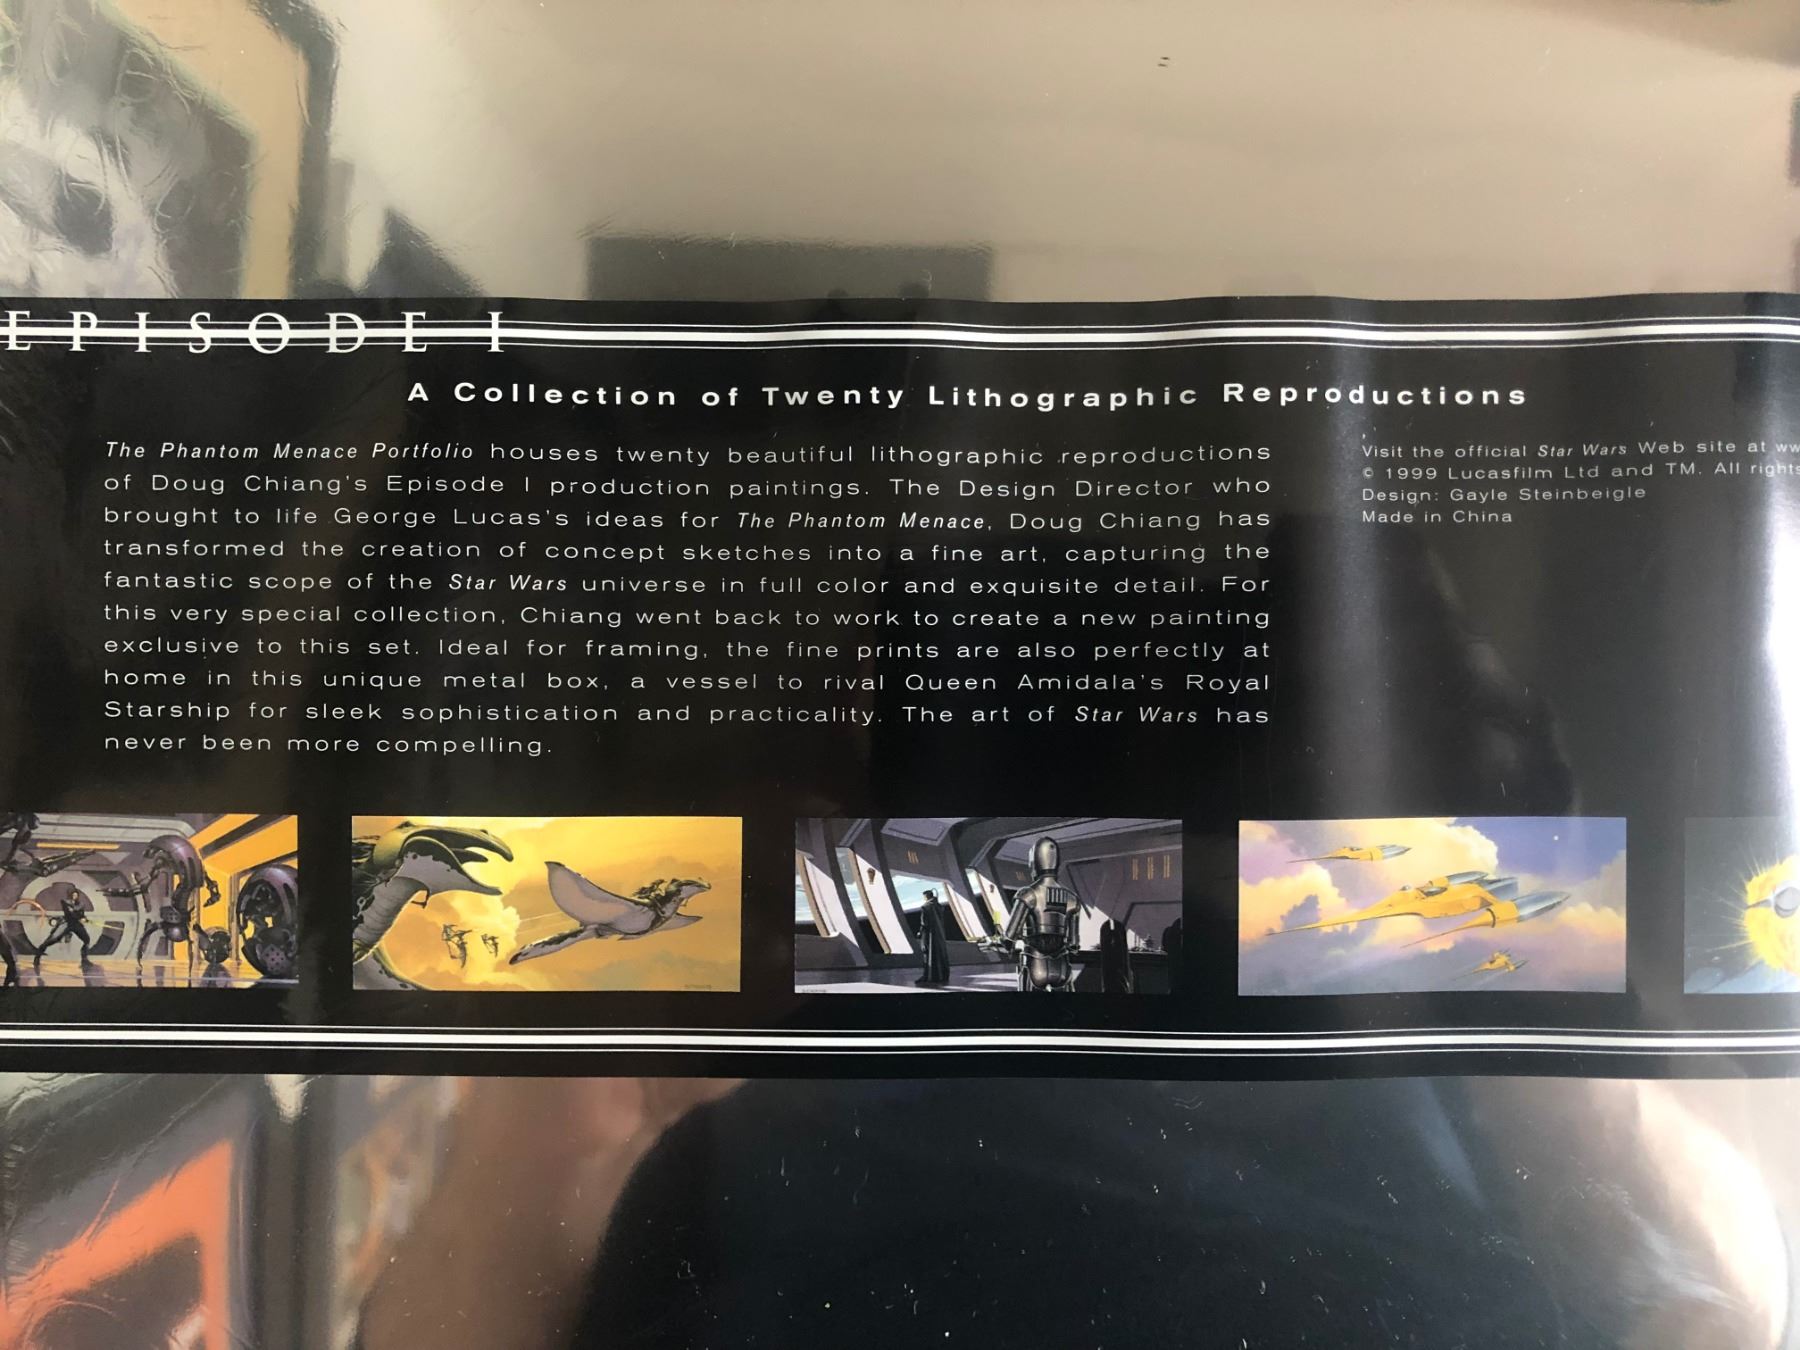 EPISODE I
A Collection of Twenty Lithographic Reproductions
The Phantom Menace Portfolio houses twenty beautiful lithographic reproductions
of Doug Chiang's Episode I production paintings. The Design Director who
brought to life George Lucas's ideas for The Phantom Menace, Doug Chiang has
transformed the creation of concept sketches into a fine art, capturing the
fantastic scope of the Star Wars universe in full color and exquisite detail. For
this very special collection, Chiang went back to work to create a new painting
exclusive to this set. Ideal for framing, the fine prints are also perfectly at
home in this unique metal box, a vessel to rival Queen Amidala's Royal
Starship for sleek sophistication and practicality. The art of Star Wars has
never been more compelling.
Visit the official Star Wars Web site at ww
© 1999 Lucasfilm Ltd and TM. All rights
Design: Gayle Steinbeigle
Made in China